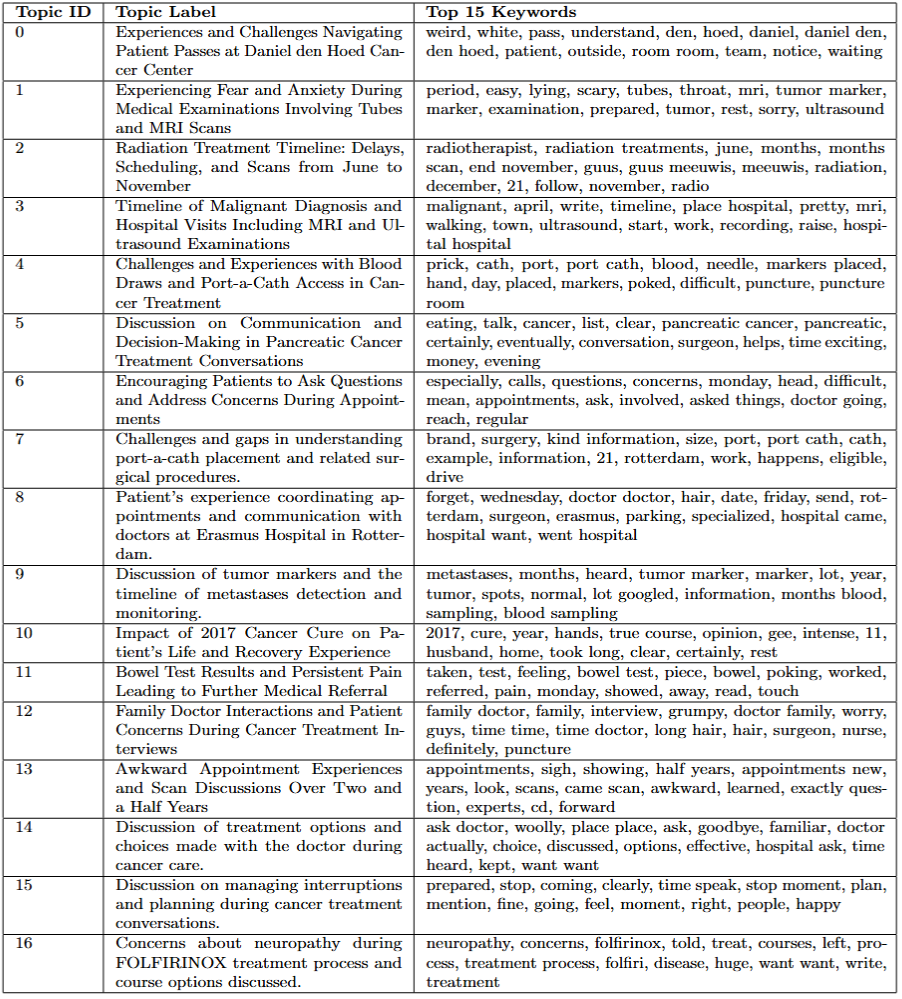 Topic ID Topic Label Top 15 Keywords
0 Experiences and Challenges Navigating weird, white, pass, understand, den, hoed, daniel, daniel den,
Patient Passes at Daniel den Hoed Can- den hoed, patient, outside, room room, team, notice, waiting
cer Center
1 Experiencing Fear and Anxiety During period, easy, lying, scary, tubes, throat, mri, tumor marker,
Medical Examinations Involving Tubes marker, examination, prepared, tumor, rest, sorry, ultrasound
and MRI Scans
2 Radiation Treatment Timeline: Delays, radiotherapist, radiation treatments, june, months, months
Scheduling, and Scans from June to scan, end november, guus, guus meeuwis, meeuwis, radiation,
November december, 21, follow, november, radio
3 Timeline of Malignant Diagnosis and malignant, april, write, timeline, place hospital, pretty, mri,
Hospital Visits Including MRI and Ul- walking, town, ultrasound, start, work, recording, raise, hospi-
trasound Examinations tal hospital
4 Challenges and Experiences with Blood prick, cath, port, port cath, blood, needle, markers placed,
Draws and Port-a-Cath Access in Can- hand, day, placed, markers, poked, difficult, puncture, puncture
cer Treatment room
5 Discussion on Communication and eating, talk, cancer, list, clear, pancreatic cancer, pancreatic,
Decision-Making in Pancreatic Cancer certainly, eventually, conversation, surgeon, helps, time exciting,
Treatment Conversations money, evening
6 Encouraging Patients to Ask Questions especially, calls, questions, concerns, monday, head, difficult,
and Address Concerns During Appoint- mean, appointments, ask, involved, asked things, doctor going,
ments reach, regular
7 Challenges and gaps in understanding brand, surgery, kind information, size, port, port cath, cath,
port-a-cath placement and related sur- example, information, 21, rotterdam, work, happens, eligible,
gical procedures. drive
8 Patient's experience coordinating ap- forget, wednesday, doctor doctor, hair, date, friday, send, rot-
pointments and communication with terdam, surgeon, erasmus, parking, specialized, hospital came,
doctors at Erasmus Hospital in Rotter- hospital want, went hospital
dam.
9 Discussion of tumor markers and the metastases, months, heard, tumor marker, marker, lot, year,
timeline of metastases detection and tumor, spots, normal, lot googled, information, months blood,
monitoring. sampling, blood sampling
10 Impact of 2017 Cancer Cure on Pa- 2017, cure, year, hands, true course, opinion, gee, intense, 11,
tient's Life and Recovery Experience husband, home, took long, clear, certainly, rest
11 Bowel Test Results and Persistent Pain taken, test, feeling, bowel test, piece, bowel, poking, worked,
Leading to Further Medical Referral referred, pain, monday, showed, away, read, touch
12 Family Doctor Interactions and Patient family doctor, family, interview, grumpy, doctor family, worry,
Concerns During Cancer Treatment In- guys, time time, time doctor, long hair, hair, surgeon, nurse,
terviews definitely, puncture
13 Awkward Appointment Experiences appointments, sigh, showing, half years, appointments new,
and Scan Discussions Over Two and years, look, scans, came scan, awkward, learned, exactly ques-
a Half Years tion, experts, cd, forward
14 Discussion of treatment options and ask doctor, woolly, place place, ask, goodbye, familiar, doctor
choices made with the doctor during actually, choice, discussed, options, effective, hospital ask, time
cancer care. heard, kept, want want
15 Discussion on managing interruptions prepared, stop, coming, clearly, time speak, stop moment, plan,
and planning during cancer treatment mention, fine, going, feel, moment, right, people, happy
conversations.
16 Concerns about neuropathy during neuropathy, concerns, folfirinox, told, treat, courses, left, pro-
FOLFIRINOX treatment process and cess, treatment process, folfiri, disease, huge, want want, write,
course options discussed. treatment